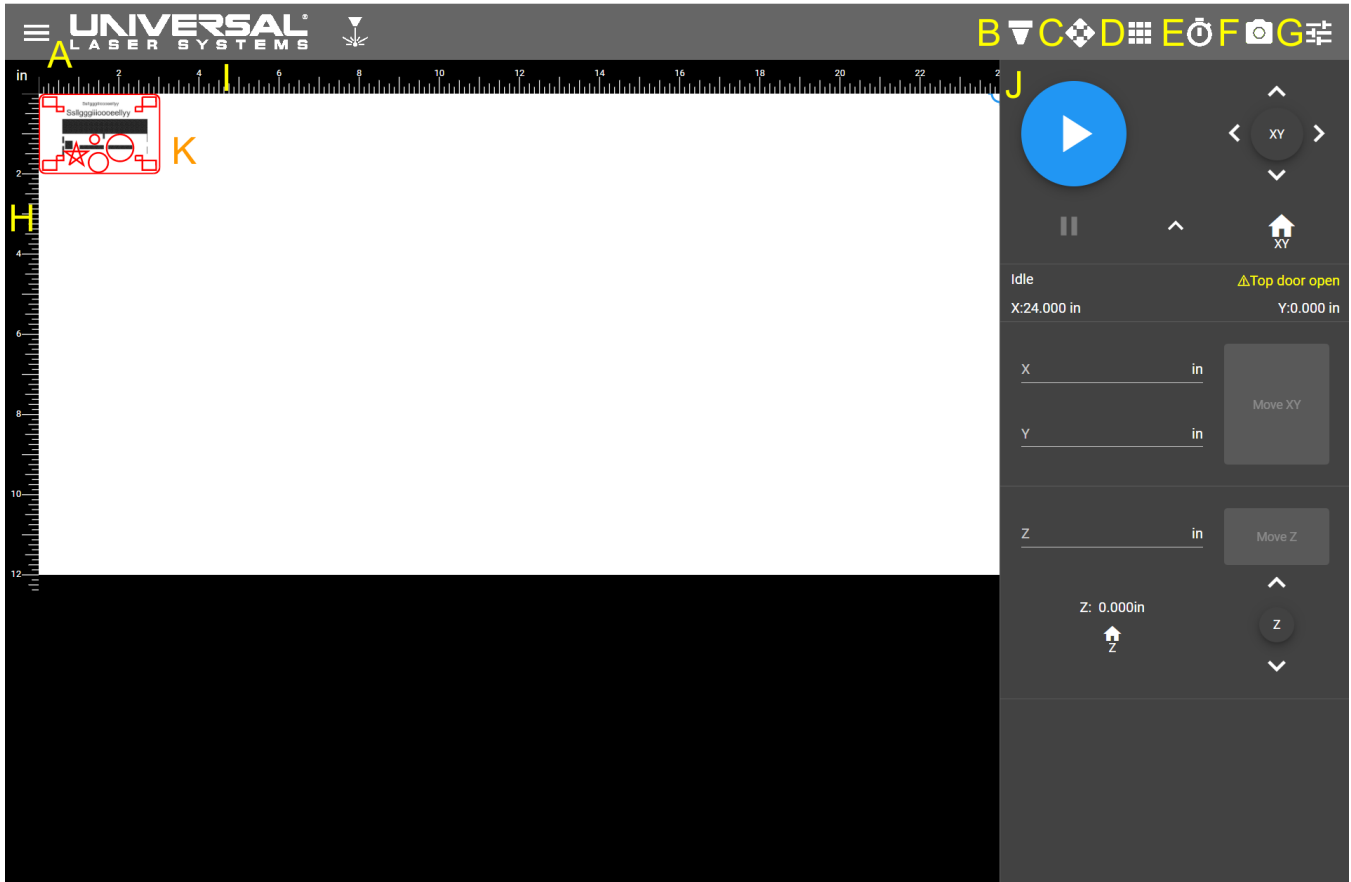 UNIVERSAL®
LASER SYSTEMS
A
B
C
D
E
F
G
in
2
4
I
6
8
10
12
14
16
18
20
22
2
J
Ssllgggiiioooeellyy
K
XY
2
H
4
6
8
10
12
XY
Idle
⚠Top door open
X:24.000 in
Y:0.000 in
X in
Move XY
Y in
Z in
Move Z
Z: 0.000in
Z
Z